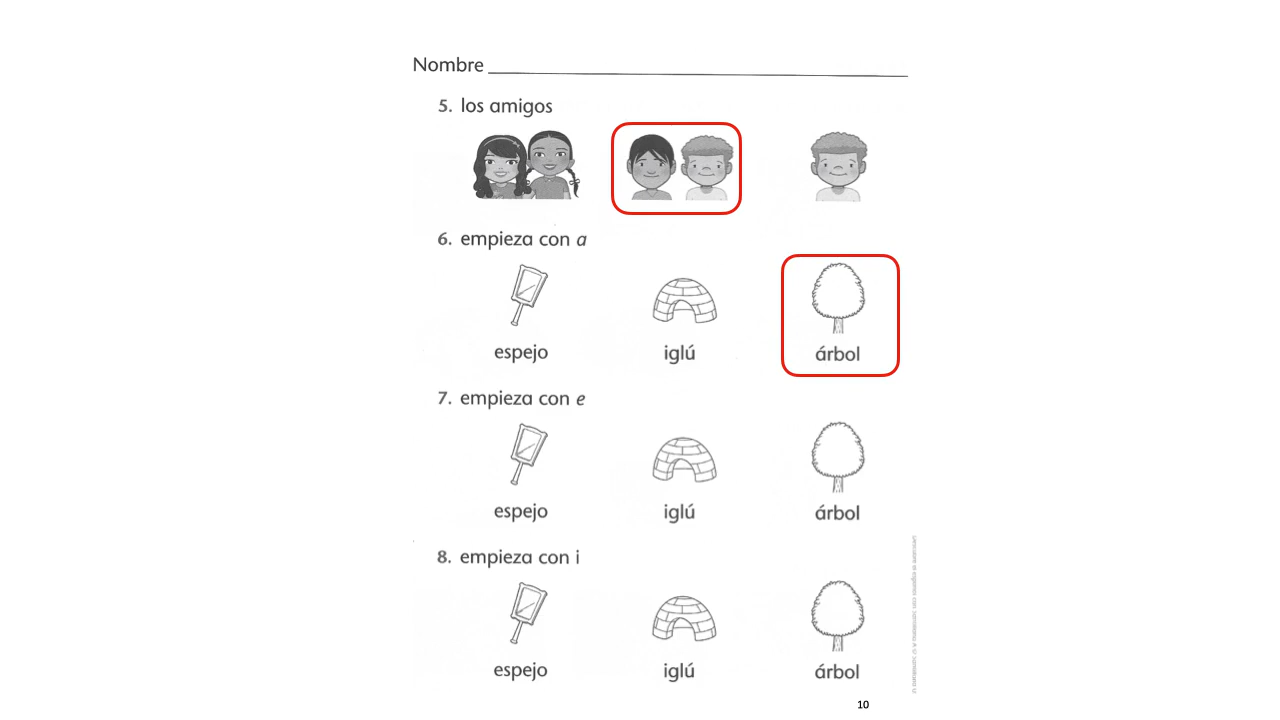 Nombre
5. los amigos
6. empieza con a
espejo iglú árbol
7. empieza con e
espejo iglú árbol
8. empieza con i
espejo iglú árbol
10